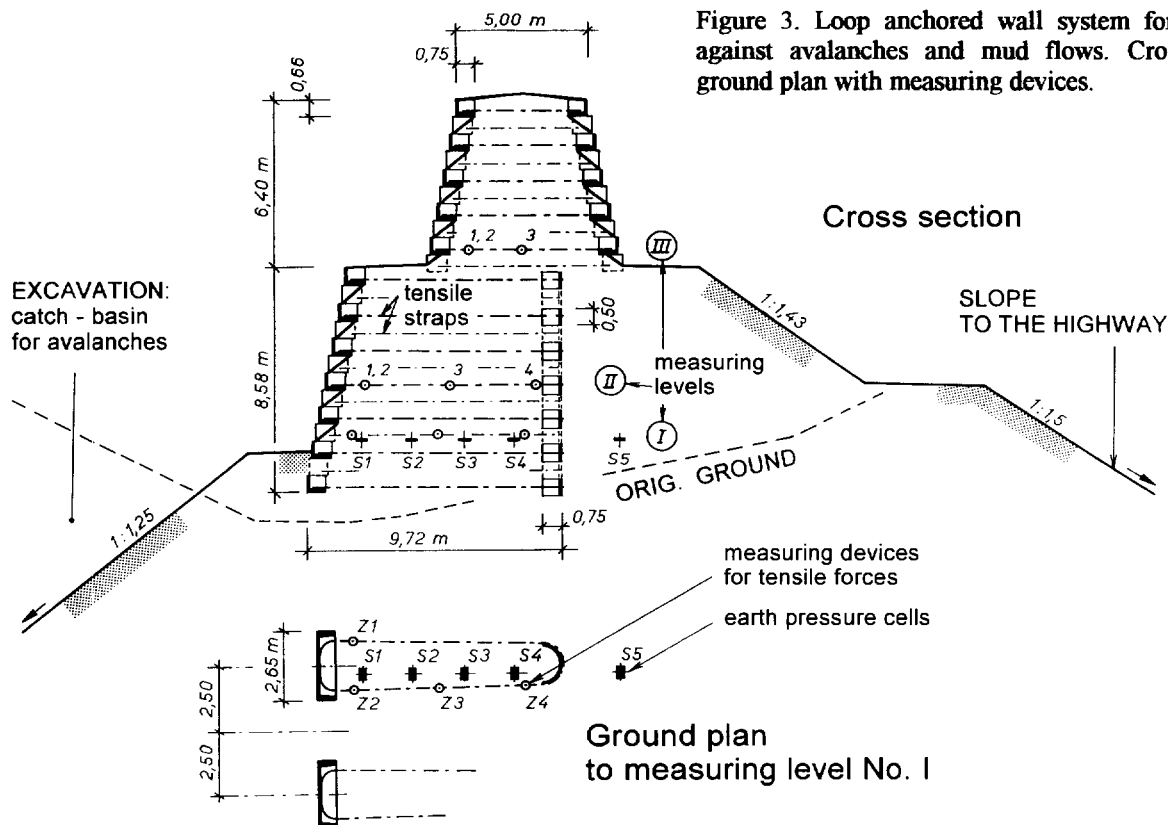 Figure 3. Loop anchored wall system for
against avalanches and mud flows. Cro
ground plan with measuring devices.
5,00 m
0,75
0,66
6,40 m
Cross section
1, 2
3
III
EXCAVATION:
catch - basin
for avalanches
tensile
straps
0,50
1:1,43
SLOPE
TO THE HIGHWAY
measuring
levels
8,58 m
1, 2
3
4
II
I
1:1,5
S1
S2
S3
S4
S5
ORIG. GROUND
1:1,25
0,75
9,72 m
measuring devices
for tensile forces
earth pressure cells
Z1
S1
S2
S3
S4
S5
2,65 m
Z2
Z3
Z4
2,50
2,50
Ground plan
to measuring level No. I